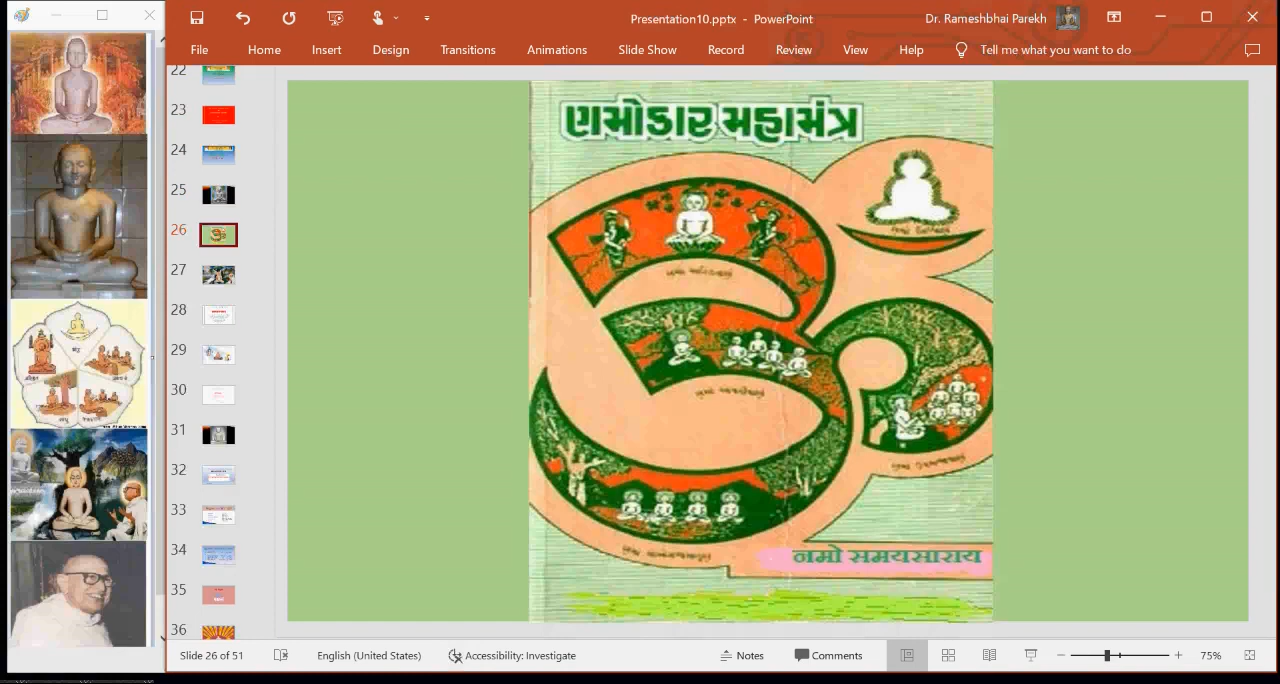 Presentation10.pptx - PowerPoint
Dr. Rameshbhai Parekh
File Home Insert Design Transitions Animations Slide Show Record Review View Help Tell me what you want to do
22
23
24
25
26
27
28
29
30
31
32
33
34
35
36
ણમોકાર મહામંત્ર
નમો સમયસારાય
Slide 26 of 51 English (United States) Accessibility: Investigate Notes Comments 75%